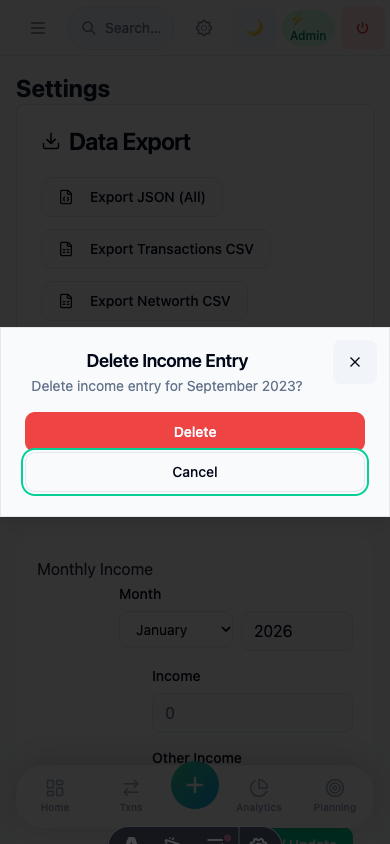 Search...
Admin
Settings
Data Export
Export JSON (All)
Export Transactions CSV
Export Networth CSV
Delete Income Entry
Delete income entry for September 2023?
Delete
Cancel
Monthly Income
Month
January 2026
Income
0
Other Income
Home Txns Analytics Planning
Update